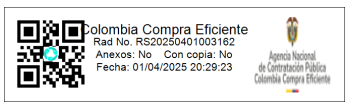 Colombia Compra Eficiente
Rad No. RS20250401003162
Anexos: No Con copia: No
Fecha: 01/04/2025 20:29:23
Agencia Nacional
de Contratación Pública
Colombia Compra Eficiente